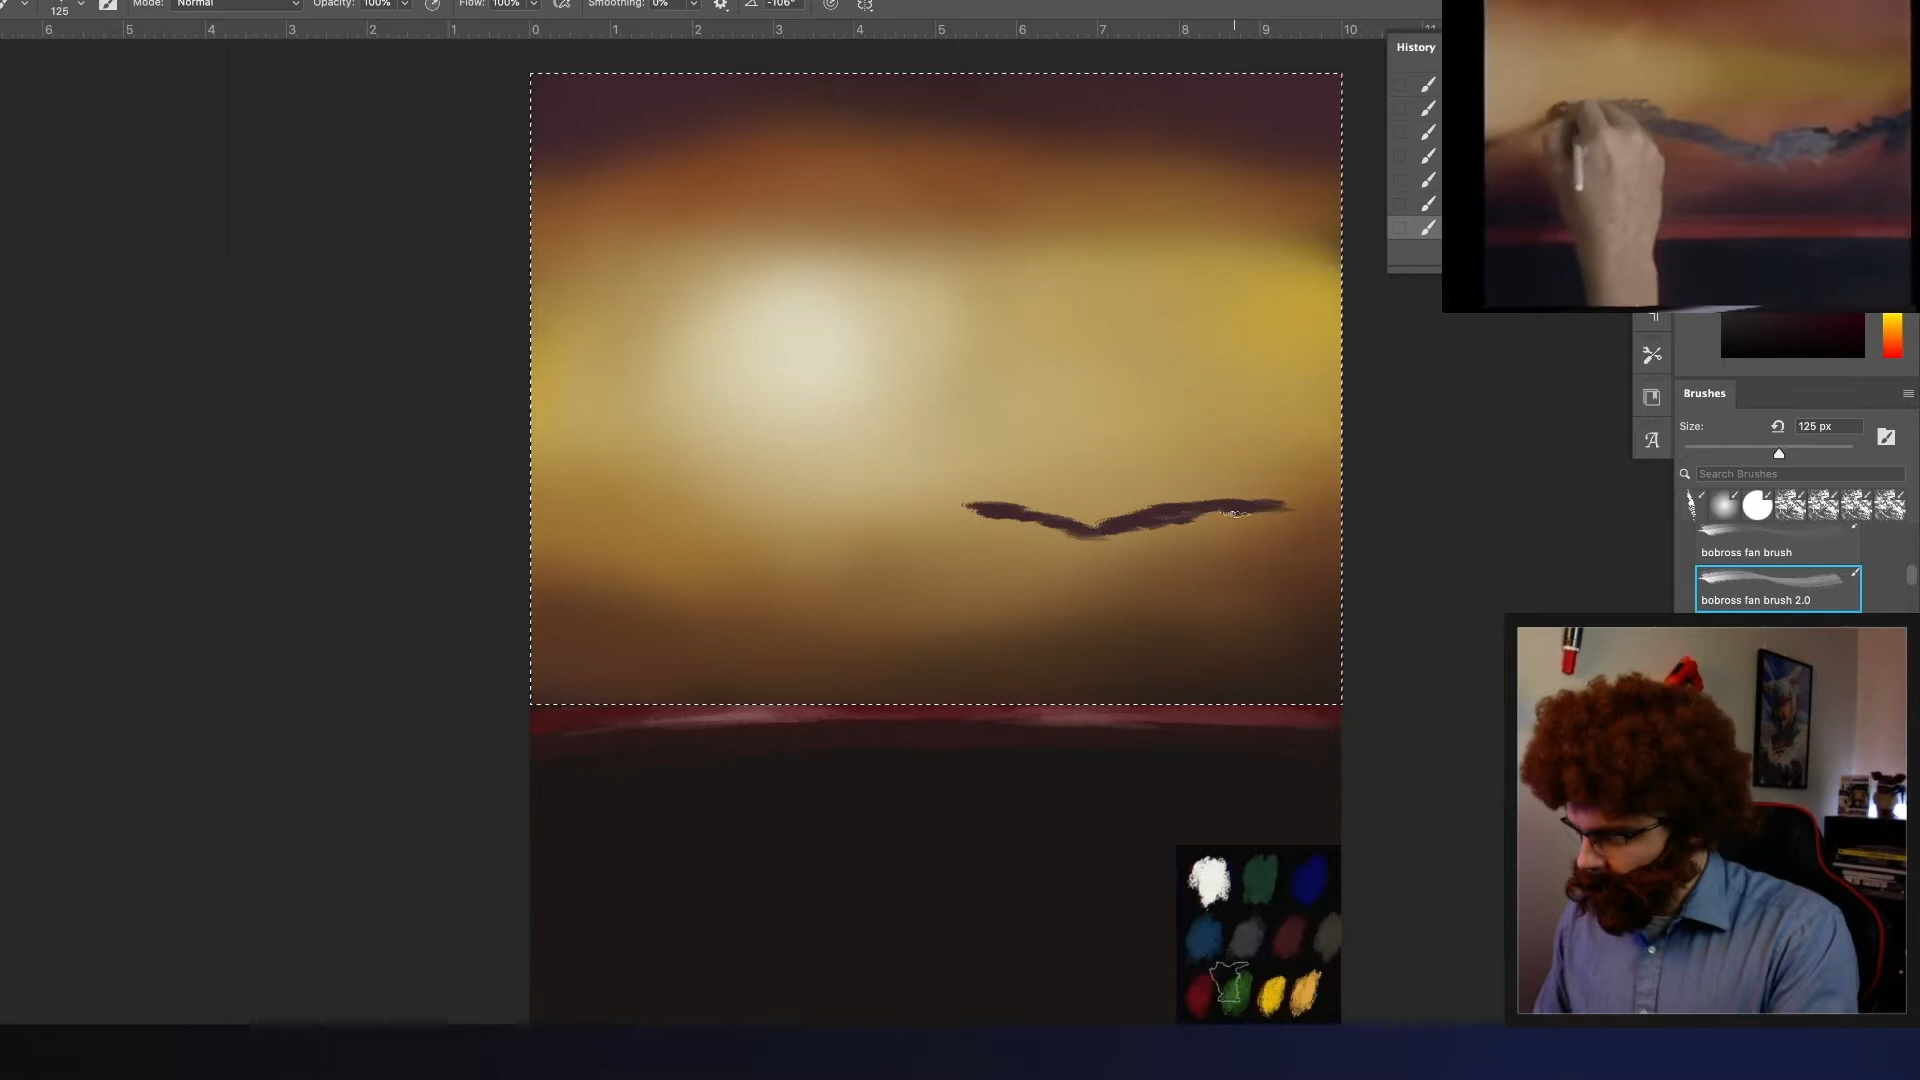 125
Mode:
Normal
Opacity: 100%
Flow: 100%
Smoothing: 0%
-106°
6 5 4 3 2 1 0 1 2 3 4 5 6 7 8 9 10 11
History
Brushes
Size:
125 px
Search Brushes
bobross fan brush
bobross fan brush 2.0